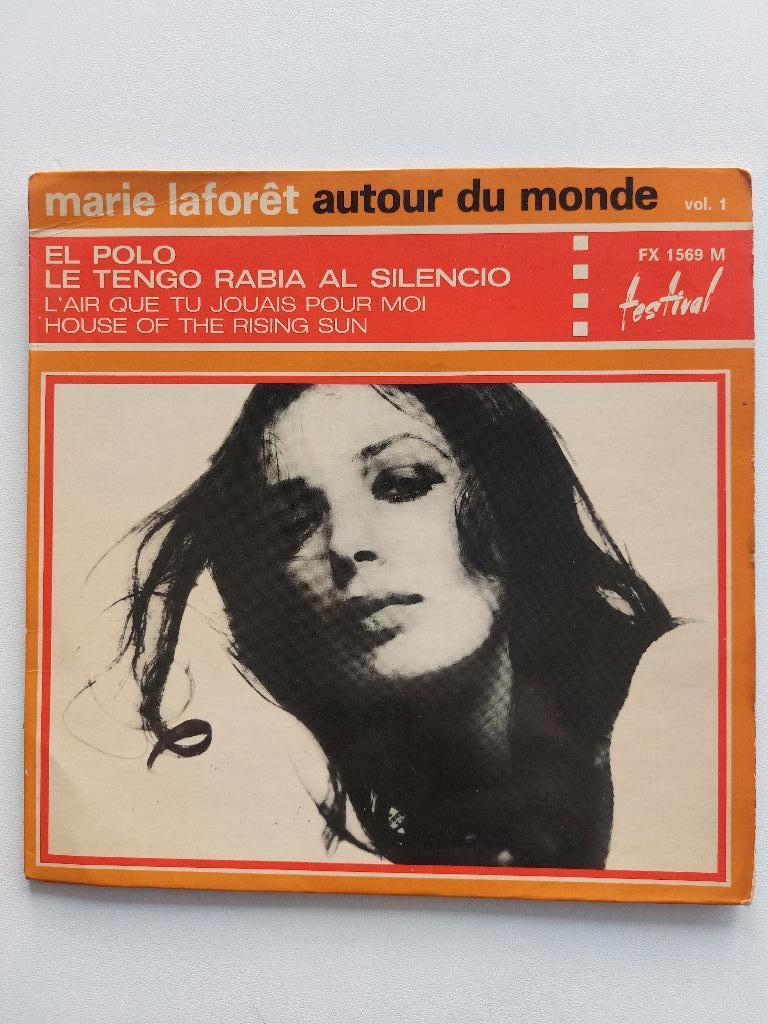 marie laforêt autour du monde vol. 1
EL POLO
LE TENGO RABIA AL SILENCIO
L'AIR QUE TU JOUAIS POUR MOI
HOUSE OF THE RISING SUN
FX 1569 M
festival